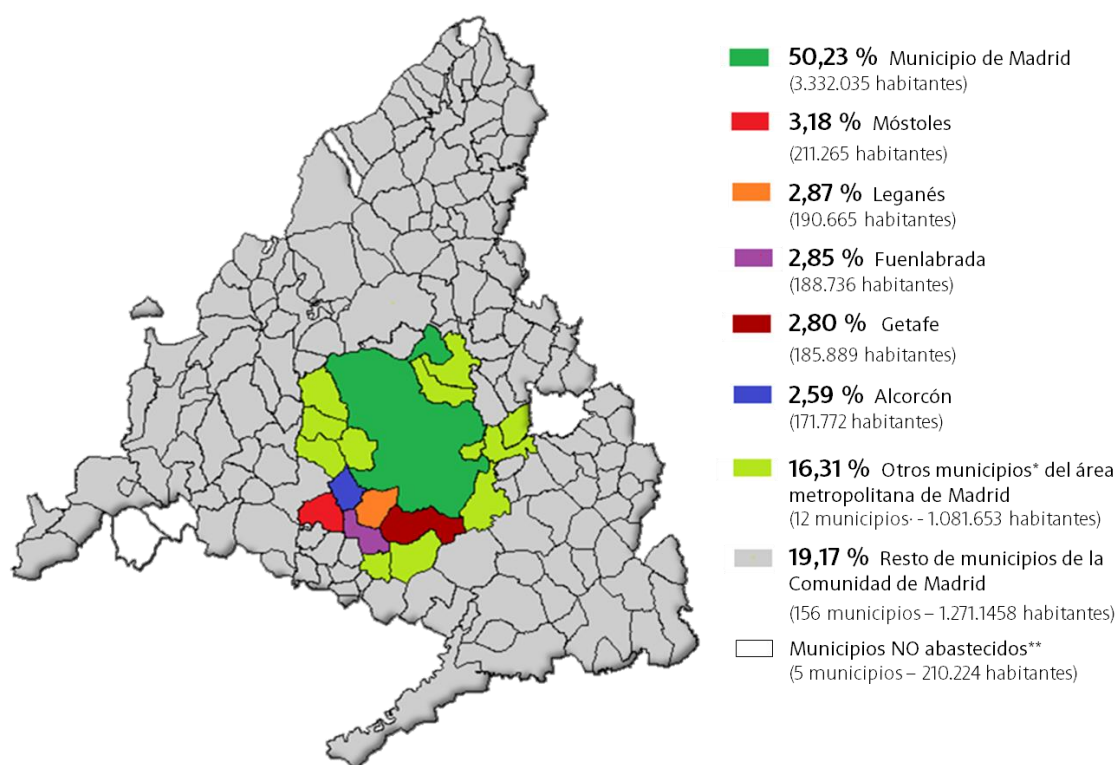 50,23 % Municipio de Madrid
(3.332.035 habitantes)
3,18 % Móstoles
(211.265 habitantes)
2,87 % Leganés
(190.665 habitantes)
2,85 % Fuenlabrada
(188.736 habitantes)
2,80 % Getafe
(185.889 habitantes)
2,59 % Alcorcón
(171.772 habitantes)
16,31 % Otros municipios* del área
metropolitana de Madrid
(12 municipios· - 1.081.653 habitantes)
19,17 % Resto de municipios de la
Comunidad de Madrid
(156 municipios – 1.271.1458 habitantes)
Municipios NO abastecidos**
(5 municipios – 210.224 habitantes)